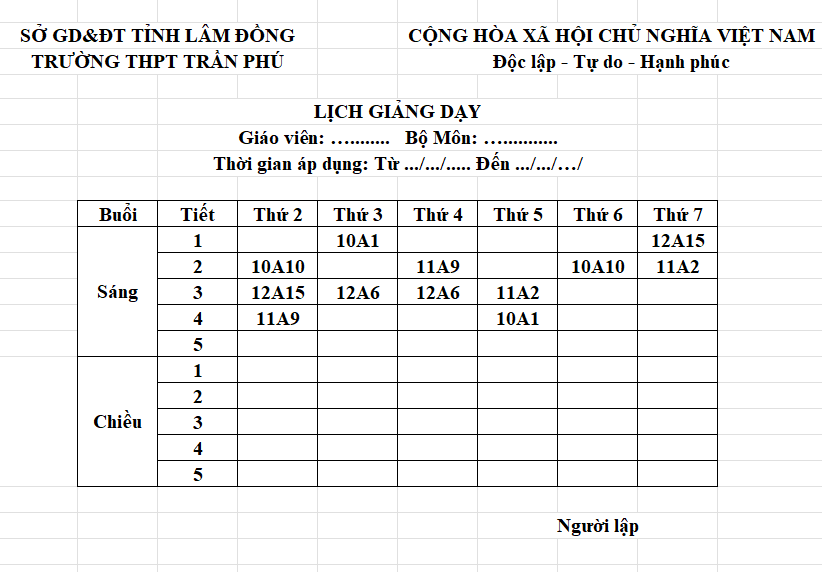 SỞ GD&ĐT TỈNH LÂM ĐỒNG CỘNG HÒA XÃ HỘI CHỦ NGHĨA VIỆT NAM
TRƯỜNG THPT TRẦN PHÚ Độc lập - Tự do - Hạnh phúc
LỊCH GIẢNG DẠY
Giáo viên: …........ Bộ Môn: …...........
Thời gian áp dụng: Từ .../.../..... Đến .../.../…/
Buổi Tiết Thứ 2 Thứ 3 Thứ 4 Thứ 5 Thứ 6 Thứ 7
Sáng
1 10A1 12A15
2 10A10 11A9 10A10 11A2
3 12A15 12A6 12A6 11A2
4 11A9 10A1
5
Chiều
1
2
3
4
5
Người lập